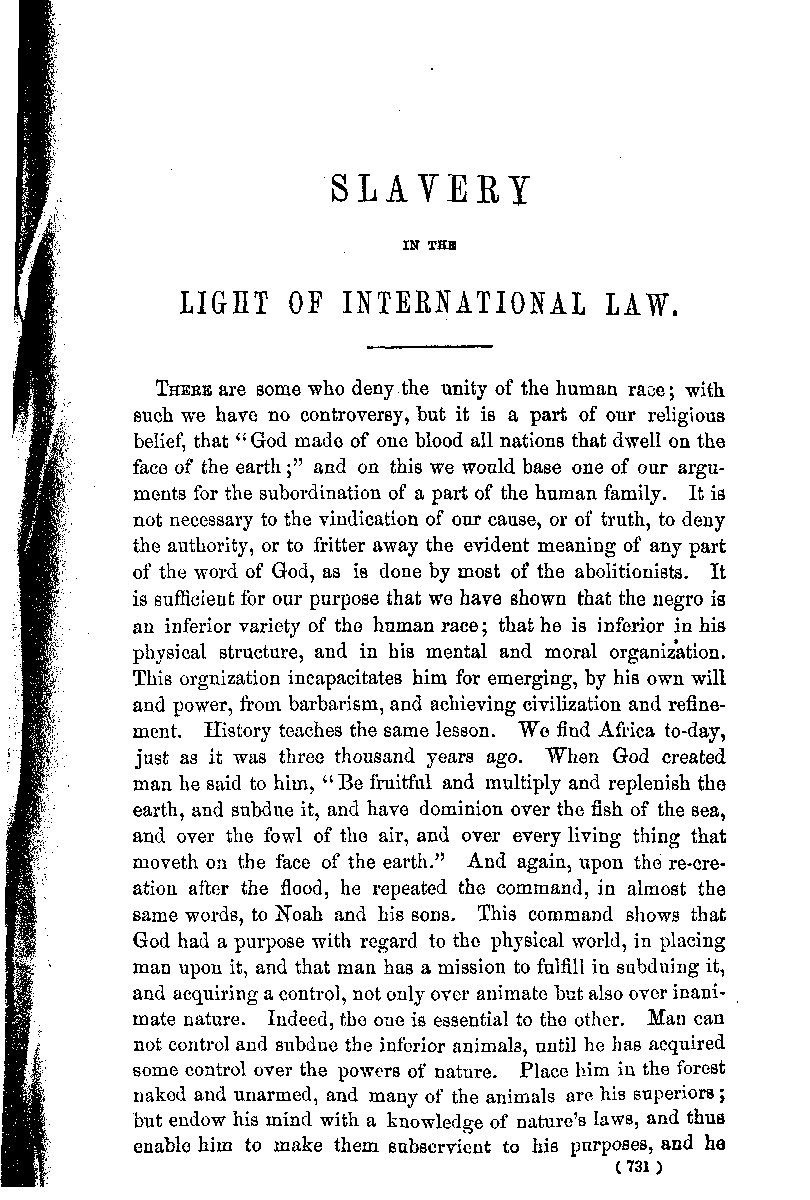 SLAVERY
IN THE
LIGHT OF INTERNATIONAL LAW.
THERE are some who deny the unity of the human race; with
such we have no controversy, but it is a part of our religious
belief, that "God made of one blood all nations that dwell on the
face of the earth;" and on this we would base one of our argu-
ments for the subordination of a part of the human family. It is
not necessary to the vindication of our cause, or of truth, to deny
the authority, or to fritter away the evident meaning of any part
of the word of God, as is done by most of the abolitionists. It
is sufficient for our purpose that we have shown that the negro is
an inferior variety of the human race; that he is inferior in his
physical structure, and in his mental and moral organization.
This orgnization incapacitates him for emerging, by his own will
and power, from barbarism, and achieving civilization and refine-
ment. History teaches the same lesson. We find Africa to-day,
just as it was three thousand years ago. When God created
man he said to him, "Be fruitful and multiply and replenish the
earth, and subdue it, and have dominion over the fish of the sea,
and over the fowl of the air, and over every living thing that
moveth on the face of the earth." And again, upon the re-cre-
ation after the flood, he repeated the command, in almost the
same words, to Noah and his sons. This command shows that
God had a purpose with regard to the physical world, in placing
man upon it, and that man has a mission to fulfill in subduing it,
and acquiring a control, not only over animate but also over inani-
mate nature. Indeed, the one is essential to the other. Man can
not control and subdue the inferior animals, until he has acquired
some control over the powers of nature. Place him in the forest
naked and unarmed, and many of the animals are his superiors;
but endow his mind with a knowledge of nature's laws, and thus
enable him to make them subservient to his purposes, and he
(731)